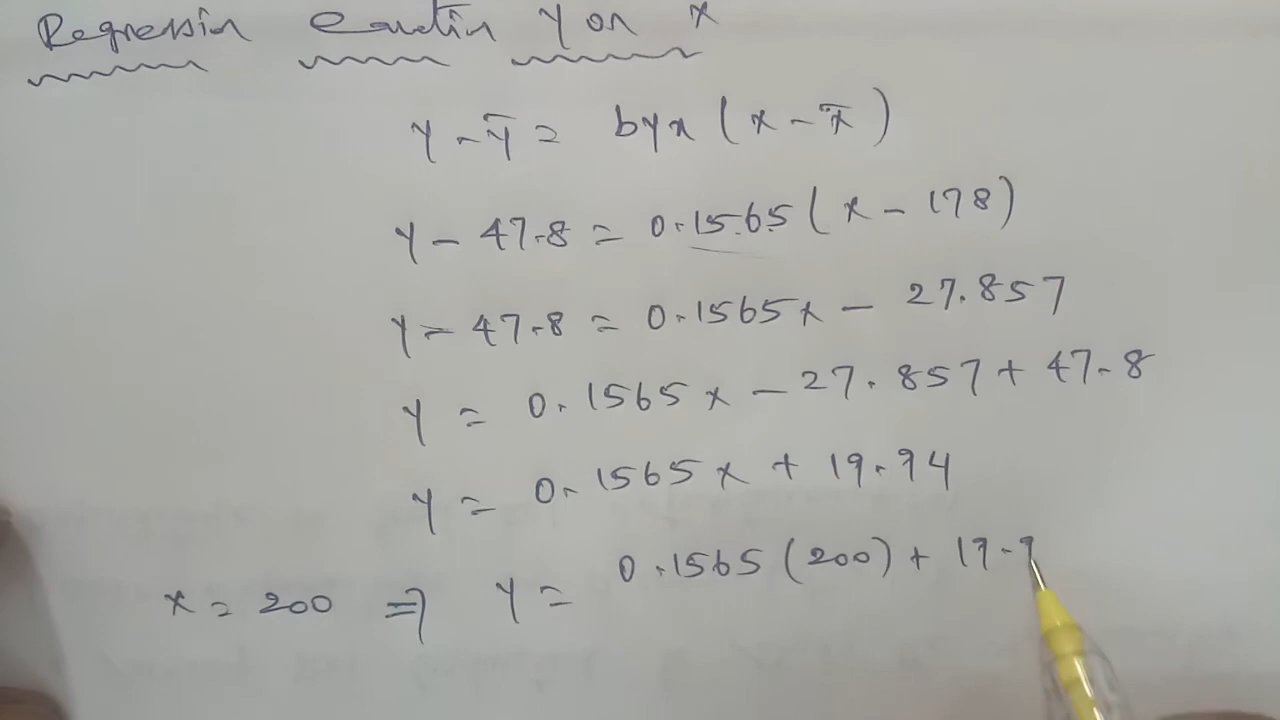 Regression Equation Y on X
Y - Ȳ = byx (x - x̄)
Y - 47.8 = 0.1565 (x - 178)
Y - 47.8 = 0.1565x - 27.857
Y = 0.1565x - 27.857 + 47.8
Y = 0.1565x + 19.94
x = 200 ⇒ Y = 0.1565 (200) + 19.9